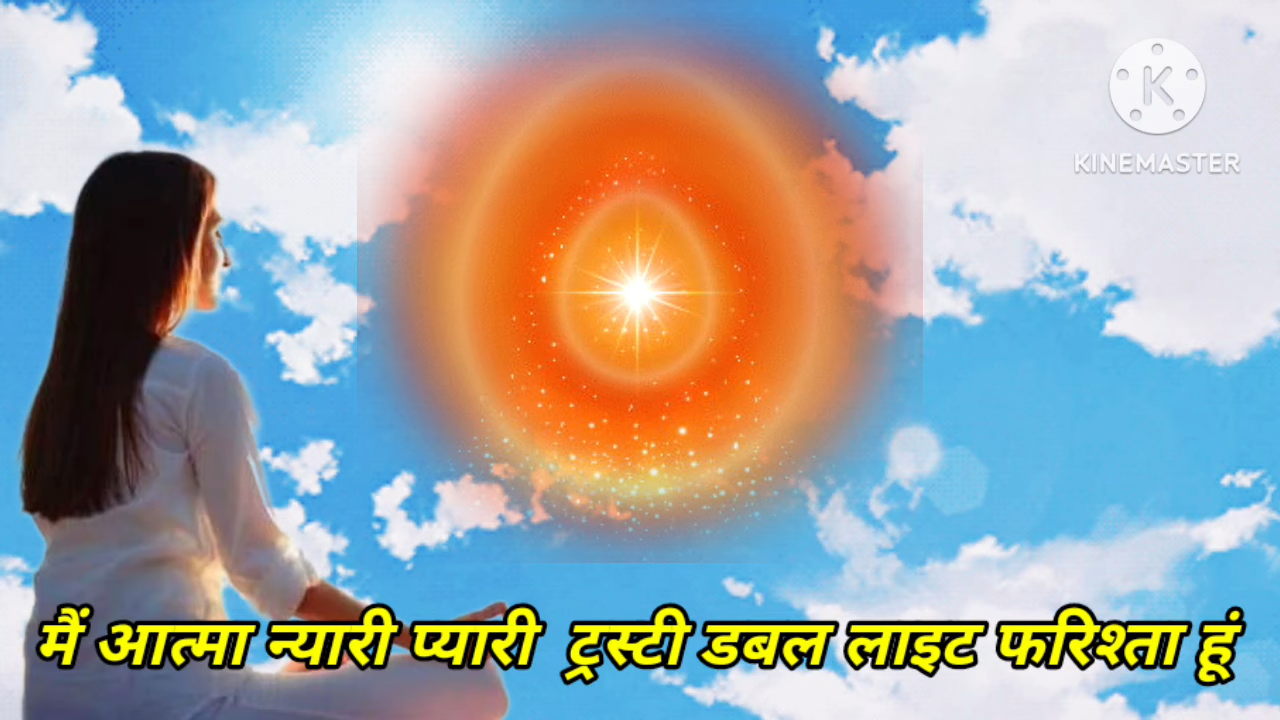 KINEMASTER
मैं आत्मा न्यारी प्यारी ट्रस्टी डबल लाइट फरिश्ता हूं